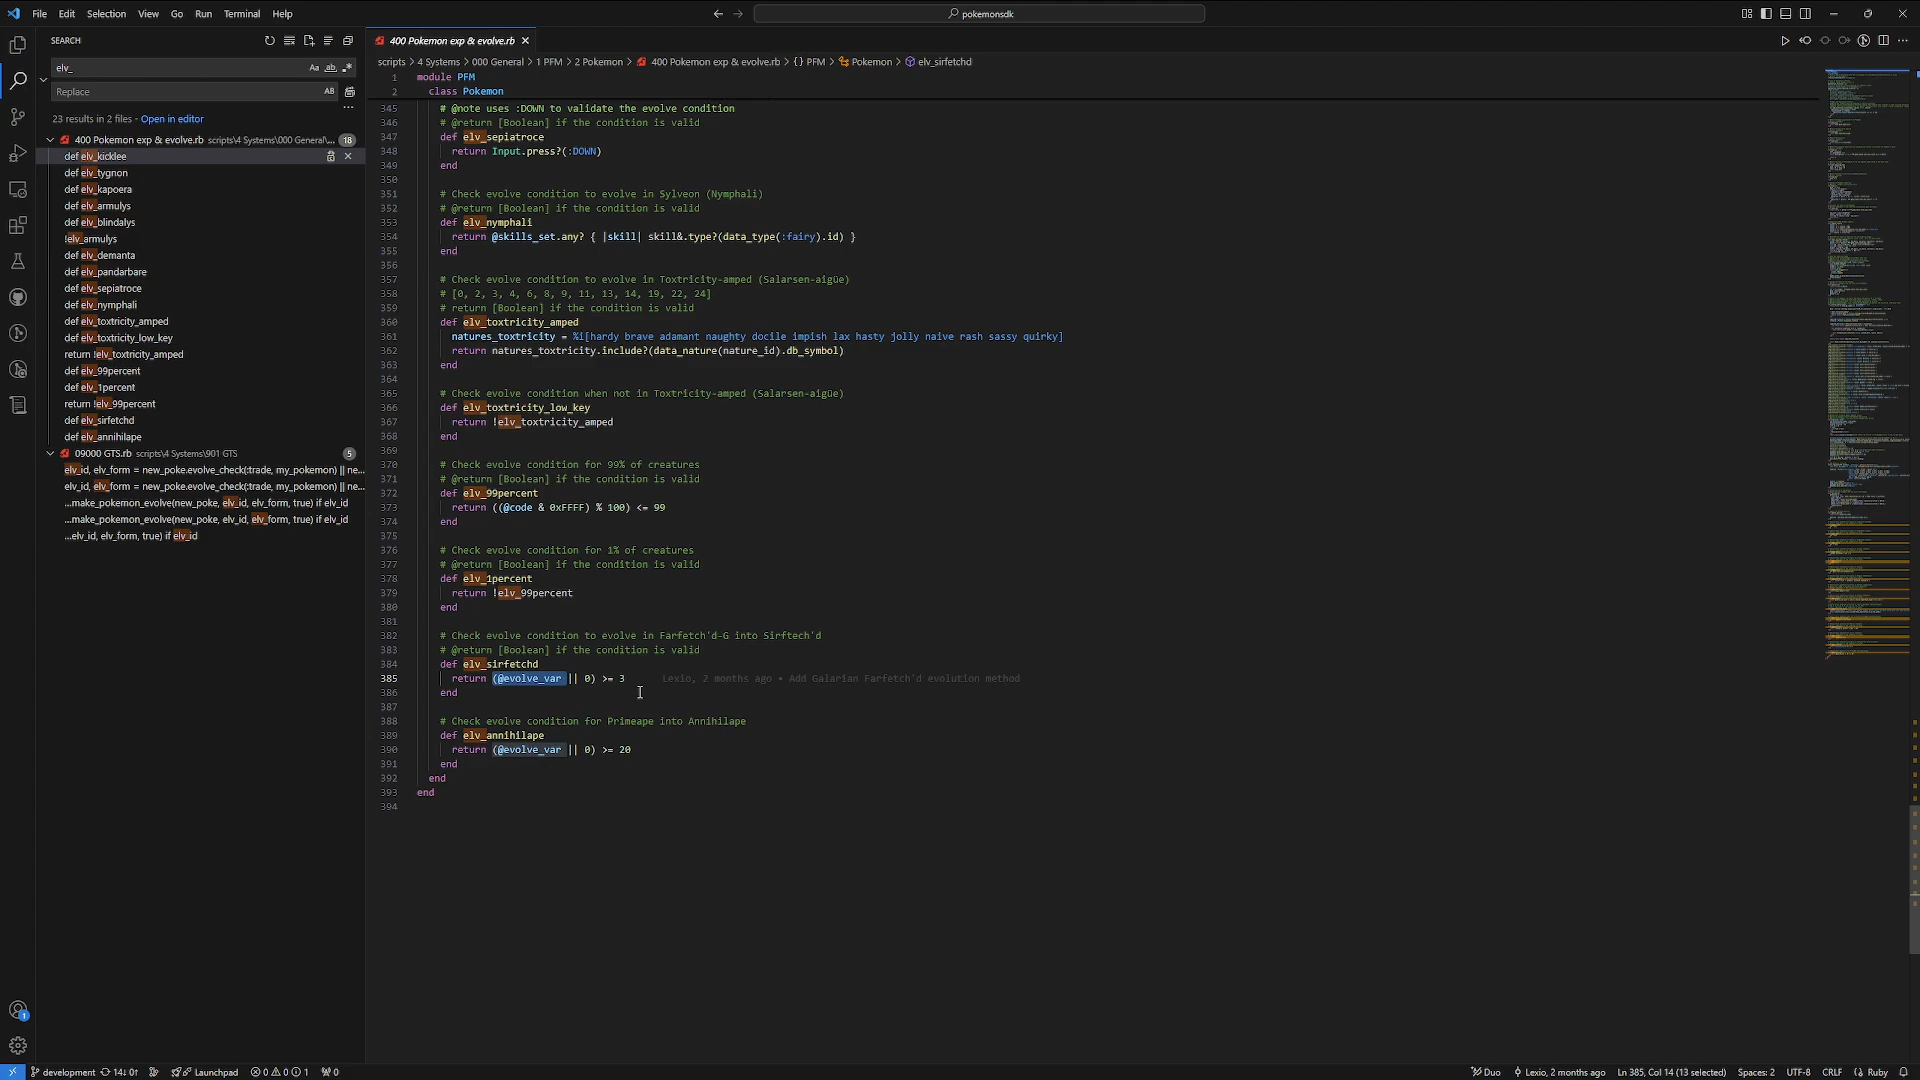 File Edit Selection View Go Run Terminal Help
pokemonsdk
SEARCH
elv_
Aa ab .*
Replace
AB
23 results in 2 files - Open in editor
400 Pokemon exp & evolve.rb scripts\4 Systems\000 General\... 18
def elv_kicklee
def elv_tygnon
def elv_kapoera
def elv_armulys
def elv_blindalys
!elv_armulys
def elv_demanta
def elv_pandarbare
def elv_sepiatroce
def elv_nymphali
def elv_toxtricity_amped
def elv_toxtricity_low_key
return !elv_toxtricity_amped
def elv_99percent
def elv_1percent
return !elv_99percent
def elv_sirfetchd
def elv_annihilape
09000 GTS.rb scripts\4 Systems\901 GTS 5
elv_id, elv_form = new_poke.evolve_check(:trade, my_pokemon) || ne...
elv_id, elv_form = new_poke.evolve_check(:trade, my_pokemon) || ne...
...make_pokemon_evolve(new_poke, elv_id, elv_form, true) if elv_id
...make_pokemon_evolve(new_poke, elv_id, elv_form, true) if elv_id
...elv_id, elv_form, true) if elv_id
400 Pokemon exp & evolve.rb
scripts > 4 Systems > 000 General > 1 PFM > 2 Pokemon > 400 Pokemon exp & evolve.rb > {} PFM > Pokemon > elv_sirfetchd
1 module PFM
2 class Pokemon
345 # @note uses :DOWN to validate the evolve condition
346 # @return [Boolean] if the condition is valid
347 def elv_sepiatroce
348 return Input.press?(:DOWN)
349 end
350
351 # Check evolve condition to evolve in Sylveon (Nymphali)
352 # @return [Boolean] if the condition is valid
353 def elv_nymphali
354 return @skills_set.any? { |skill| skill&.type?(data_type(:fairy).id) }
355 end
356
357 # Check evolve condition to evolve in Toxtricity-amped (Salarsen-aigüe)
358 # [0, 2, 3, 4, 6, 8, 9, 11, 13, 14, 19, 22, 24]
359 # return [Boolean] if the condition is valid
360 def elv_toxtricity_amped
361 natures_toxtricity = %i[hardy brave adamant naughty docile impish lax hasty jolly naive rash sassy quirky]
362 return natures_toxtricity.include?(data_nature(nature_id).db_symbol)
363 end
364
365 # Check evolve condition when not in Toxtricity-amped (Salarsen-aigüe)
366 def elv_toxtricity_low_key
367 return !elv_toxtricity_amped
368 end
369
370 # Check evolve condition for 99% of creatures
371 # @return [Boolean] if the condition is valid
372 def elv_99percent
373 return ((@code & 0xFFFF) % 100) <= 99
374 end
375
376 # Check evolve condition for 1% of creatures
377 # @return [Boolean] if the condition is valid
378 def elv_1percent
379 return !elv_99percent
380 end
381
382 # Check evolve condition to evolve in Farfetch'd-G into Sirftech'd
383 # @return [Boolean] if the condition is valid
384 def elv_sirfetchd
385 return (@evolve_var || 0) >= 3 Lexio, 2 months ago • Add Galarian Farfetch'd evolution method
386 end
387
388 # Check evolve condition for Primeape into Annihilape
389 def elv_annihilape
390 return (@evolve_var || 0) >= 20
391 end
392 end
393 end
394
1
development 14↓ 0↑ Launchpad 0 0 1 0
Duo Lexio, 2 months ago Ln 385, Col 14 (13 selected) Spaces: 2 UTF-8 CRLF Ruby